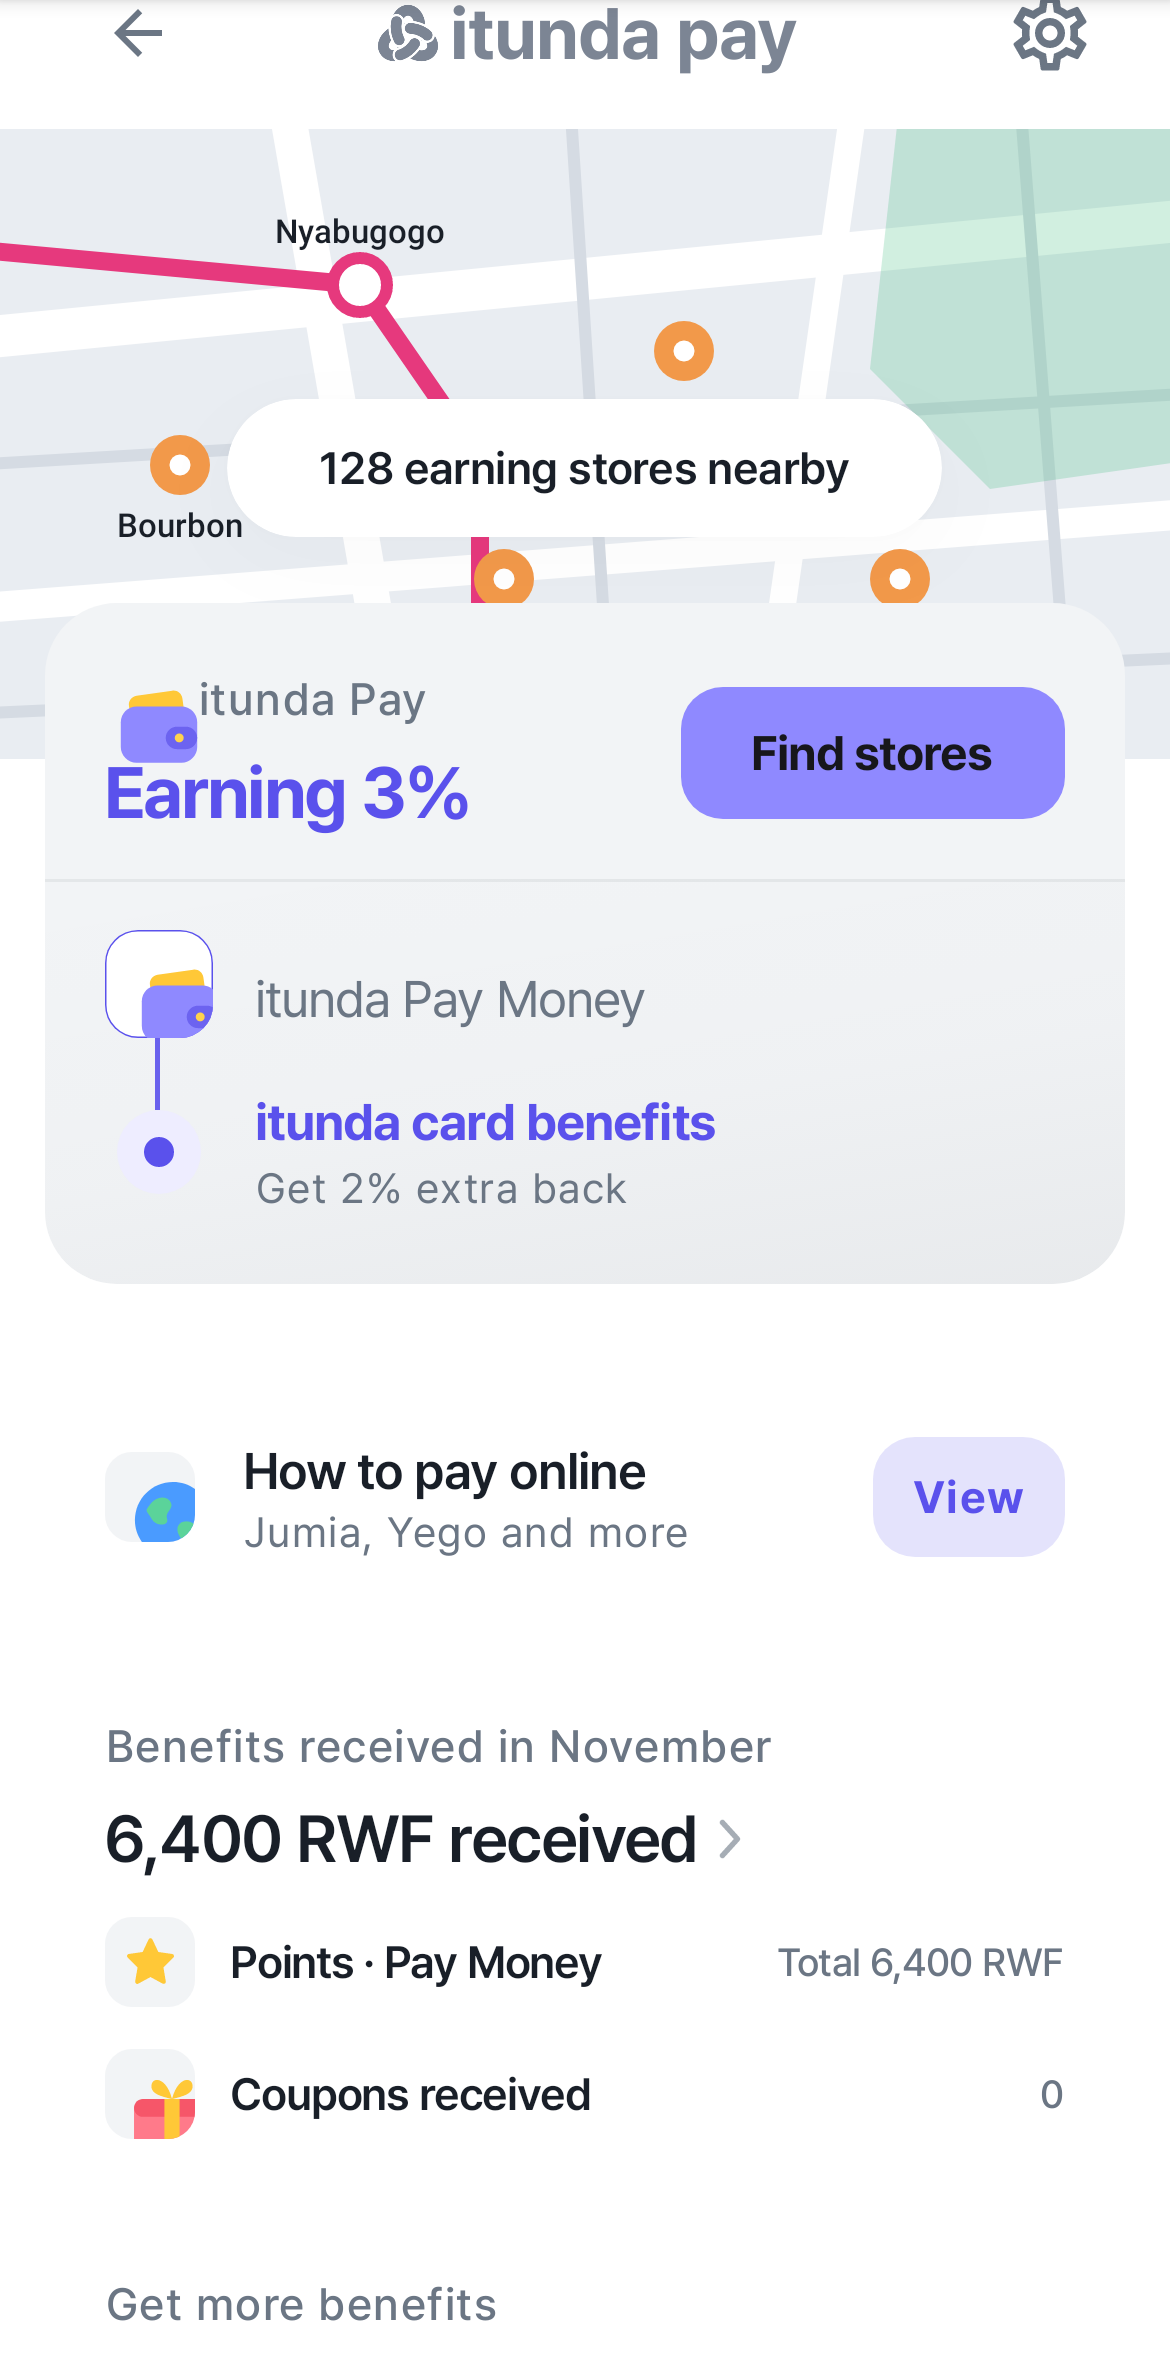 itunda pay
Nyabugogo
128 earning stores nearby
Bourbon
itunda Pay
Earning 3%
Find stores
itunda Pay Money
itunda card benefits
Get 2% extra back
How to pay online
Jumia, Yego and more
View
Benefits received in November
6,400 RWF received
Points · Pay Money
Total 6,400 RWF
Coupons received
0
Get more benefits